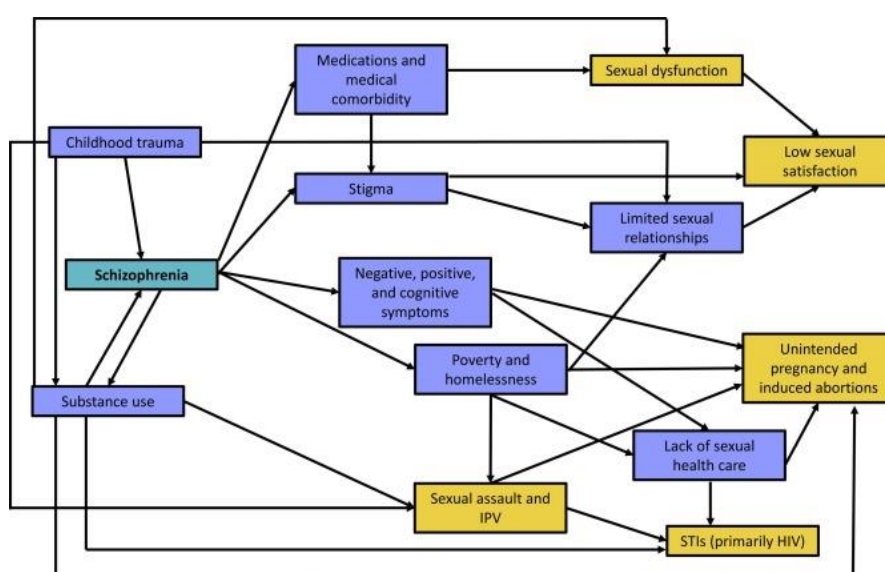 Medications and
medical
comorbidity
Sexual dysfunction
Childhood trauma
Low sexual
satisfaction
Stigma
Limited sexual
relationships
Schizophrenia
Negative, positive,
and cognitive
symptoms
Poverty and
homelessness
Unintended
pregnancy and
induced abortions
Substance use
Lack of sexual
health care
Sexual assault and
IPV
STIs (primarily HIV)